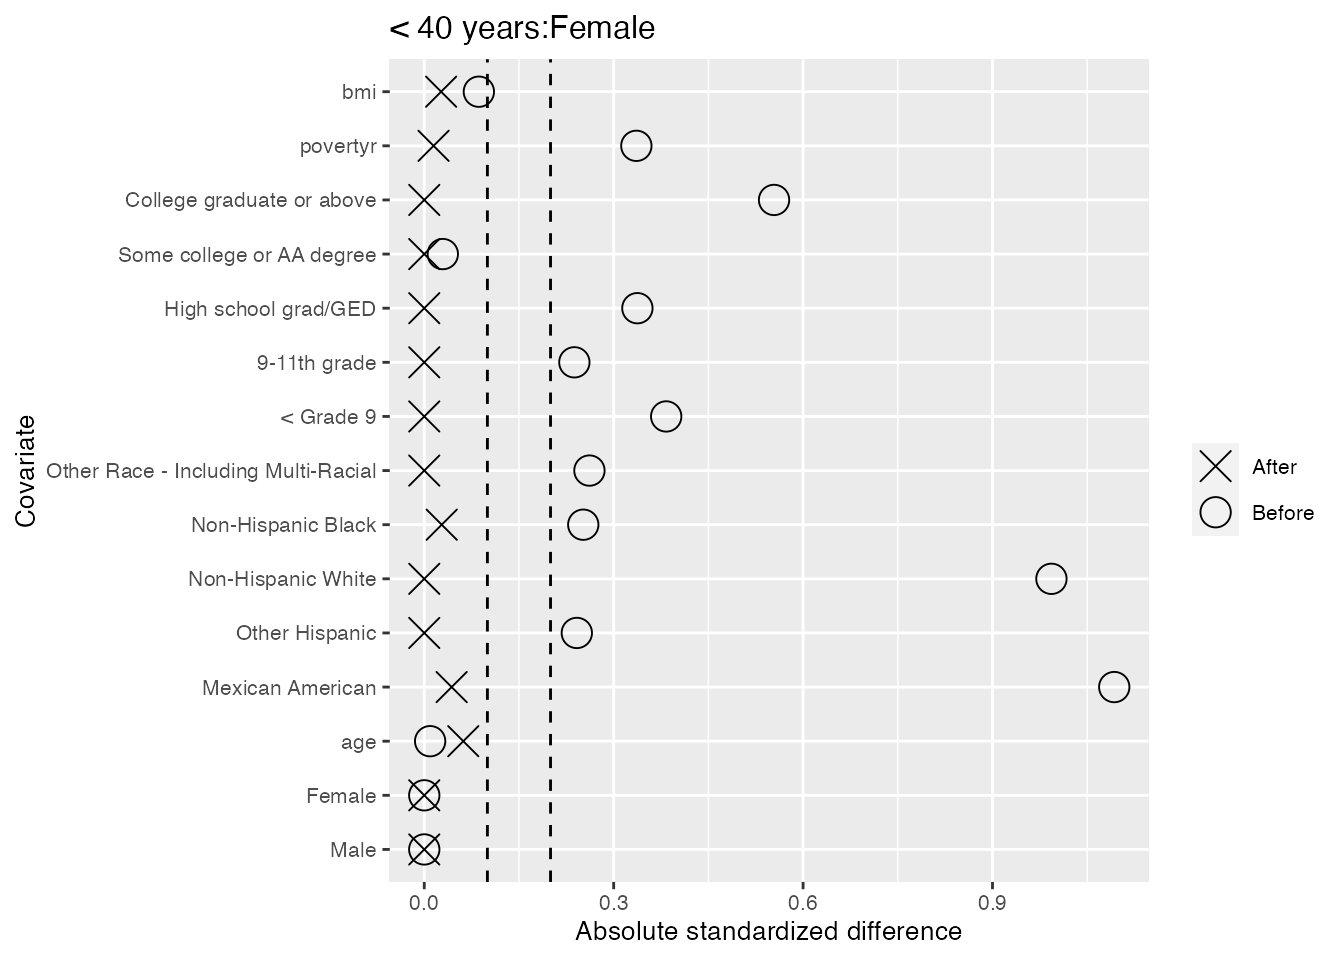 < 40 years:Female
bmi
povertyr
College graduate or above
Some college or AA degree
High school grad/GED
9-11th grade
< Grade 9
Other Race - Including Multi-Racial
Non-Hispanic Black
Non-Hispanic White
Other Hispanic
Mexican American
age
Female
Male
Covariate
0.0 0.3 0.6 0.9
Absolute standardized difference
After
Before